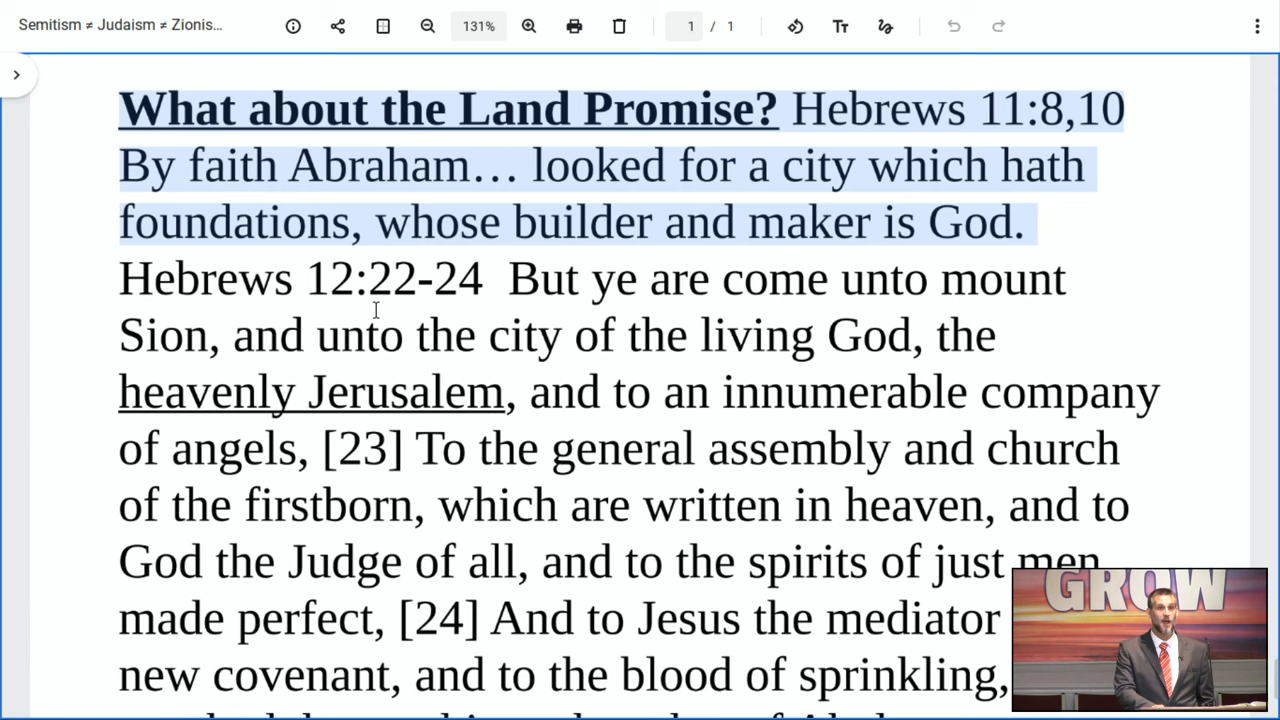 Semitism ≠ Judaism ≠ Zionis...
131%
1 / 1
What about the Land Promise? Hebrews 11:8,10
By faith Abraham… looked for a city which hath
foundations, whose builder and maker is God.
Hebrews 12:22-24  But ye are come unto mount
Sion, and unto the city of the living God, the
heavenly Jerusalem, and to an innumerable company
of angels, [23] To the general assembly and church
of the firstborn, which are written in heaven, and to
God the Judge of all, and to the spirits of just men
made perfect, [24] And to Jesus the mediator
new covenant, and to the blood of sprinkling,
GROW